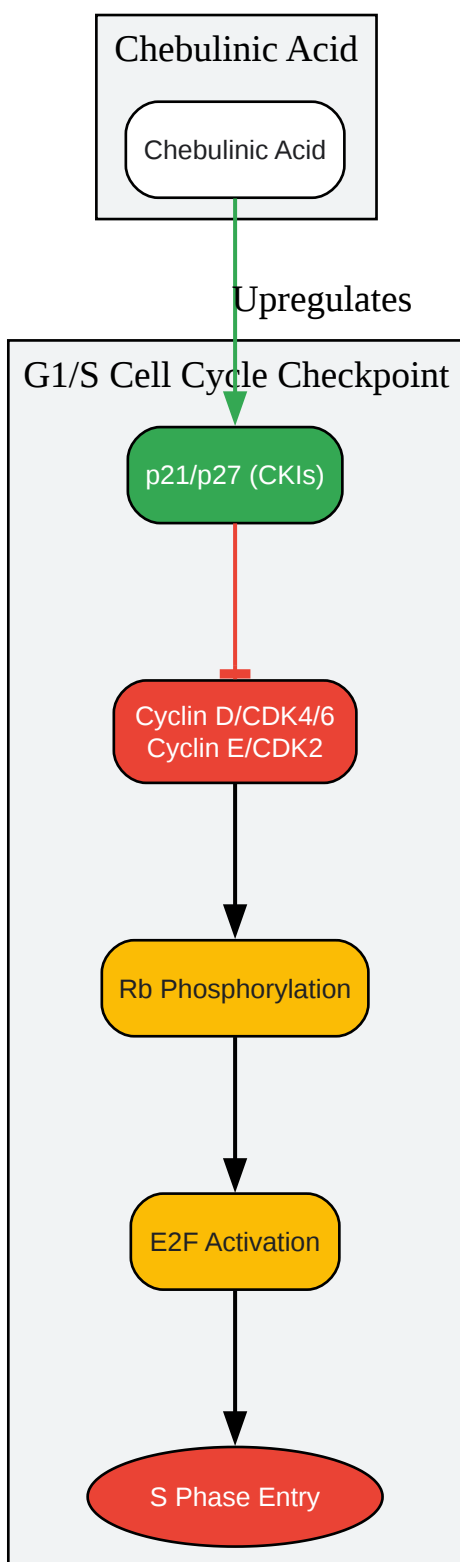 Chebulinic Acid
Chebulinic Acid
Upregulates
G1/S Cell Cycle Checkpoint
p21/p27 (CKIs)
Cyclin D/CDK4/6
Cyclin E/CDK2
Rb Phosphorylation
E2F Activation
S Phase Entry